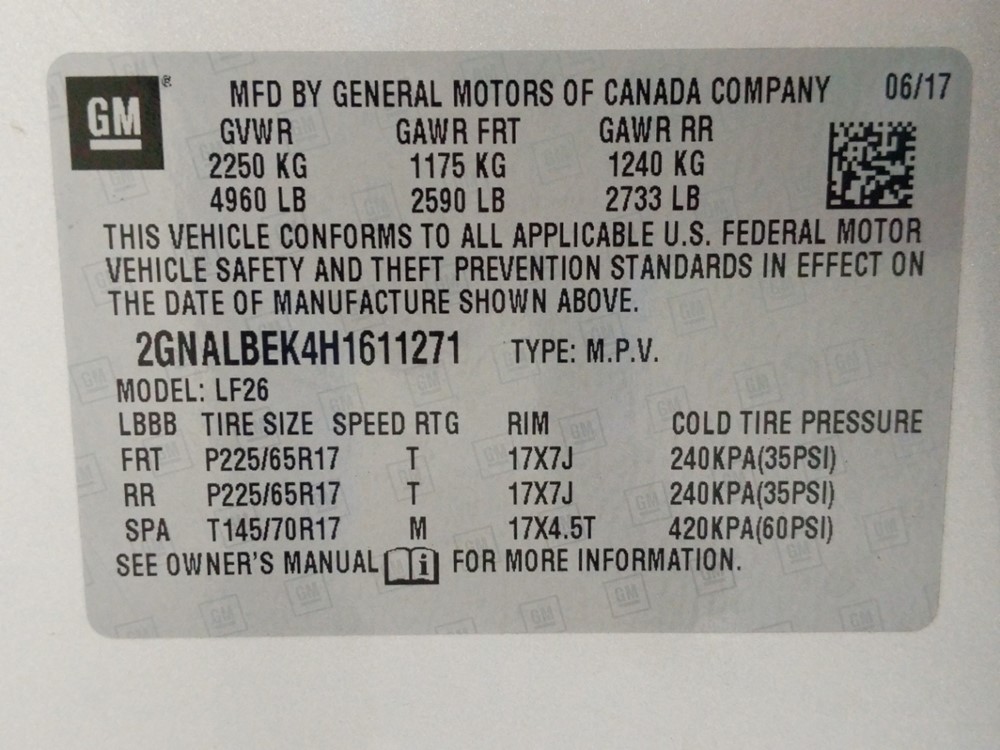 GM ®
MFD BY GENERAL MOTORS OF CANADA COMPANY 06/17
GVWR GAWR FRT GAWR RR
2250 KG 1175 KG 1240 KG
4960 LB 2590 LB 2733 LB
THIS VEHICLE CONFORMS TO ALL APPLICABLE U.S. FEDERAL MOTOR
VEHICLE SAFETY AND THEFT PREVENTION STANDARDS IN EFFECT ON
THE DATE OF MANUFACTURE SHOWN ABOVE.
2GNALBEK4H1611271 TYPE: M.P.V.
MODEL: LF26
LBBB TIRE SIZE SPEED RTG RIM COLD TIRE PRESSURE
FRT P225/65R17 T 17X7J 240KPA(35PSI)
RR P225/65R17 T 17X7J 240KPA(35PSI)
SPA T145/70R17 M 17X4.5T 420KPA(60PSI)
SEE OWNER'S MANUAL i FOR MORE INFORMATION.